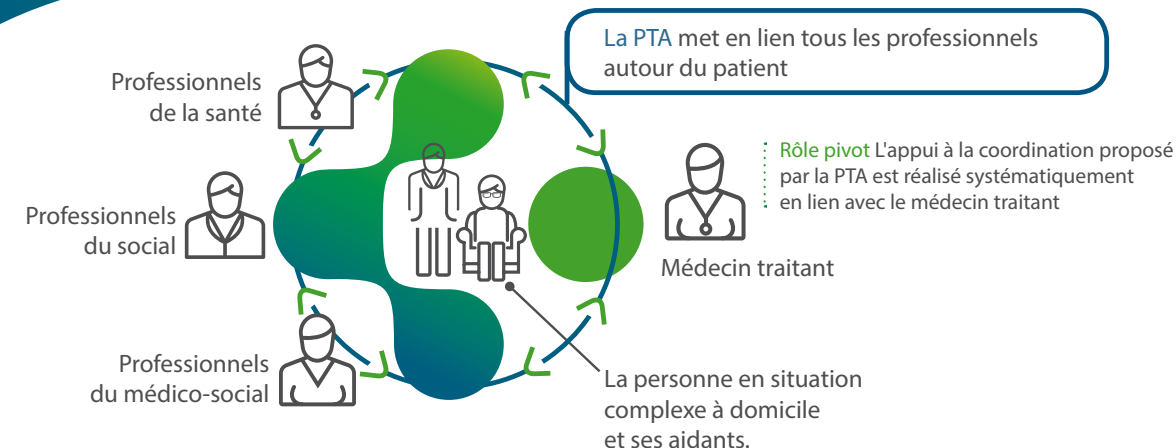 La PTA met en lien tous les professionnels
autour du patient
Professionnels
de la santé
Rôle pivot L'appui à la coordination proposé
par la PTA est réalisé systématiquement
en lien avec le médecin traitant
Professionnels
du social
Médecin traitant
Professionnels
du médico-social
La personne en situation
complexe à domicile
et ses aidants.